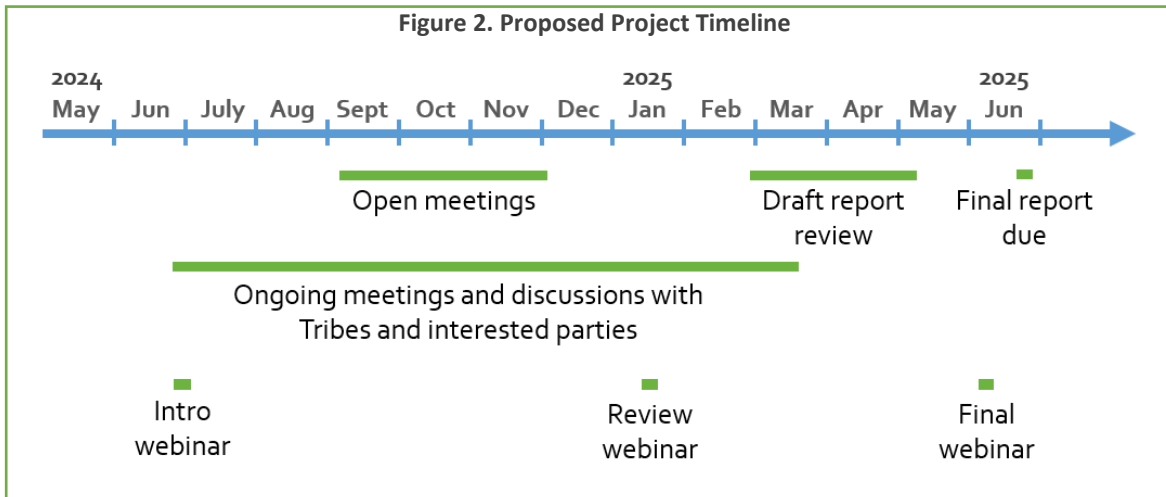 Figure 2. Proposed Project Timeline
2024 2025 2025
May Jun July Aug Sept Oct Nov Dec Jan Feb Mar Apr May Jun
Open meetings Draft report Final report
review due
Ongoing meetings and discussions with
Tribes and interested parties
Intro Review Final
webinar webinar webinar